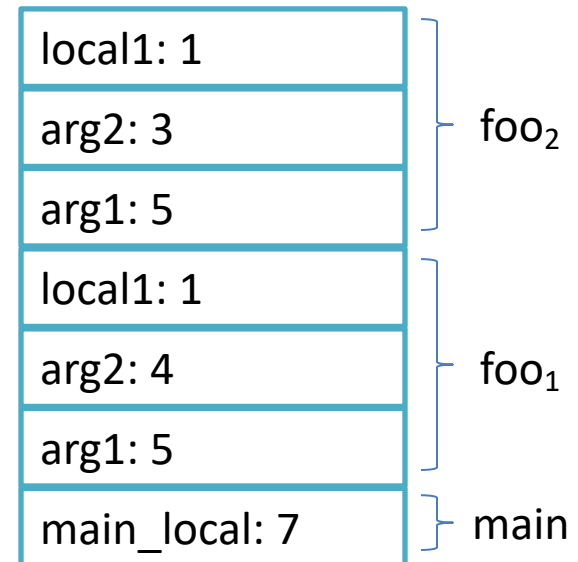 local1: 1
arg2: 3
foo₂
arg1: 5
local1: 1
arg2: 4
foo₁
arg1: 5
main_local: 7
main